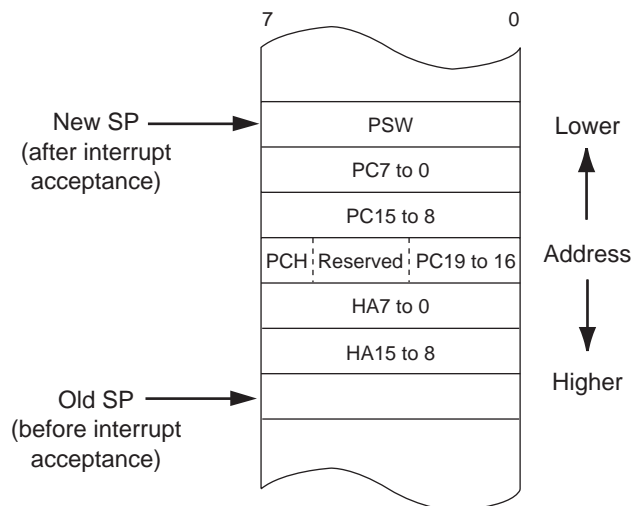 7 0
New SP
(after interrupt
acceptance)
PSW
Lower
PC7 to 0
PC15 to 8
PCH Reserved PC19 to 16
Address
HA7 to 0
HA15 to 8
Higher
Old SP
(before interrupt
acceptance)